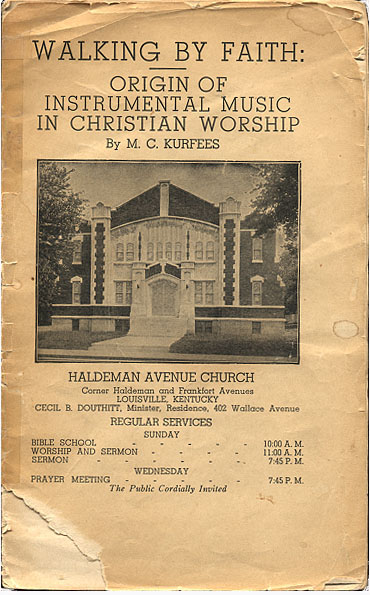 WALKING BY FAITH:
ORIGIN OF
INSTRUMENTAL MUSIC
IN CHRISTIAN WORSHIP
By M. C. KURFEES
HALDEMAN AVENUE CHURCH
Corner Haldeman and Frankfort Avenues
LOUISVILLE, KENTUCKY
CECIL B. DOUTHITT, Minister, Residence, 402 Wallace Avenue
REGULAR SERVICES
SUNDAY
BIBLE SCHOOL - - - - - 10:00 A. M.
WORSHIP AND SERMON - - - - - 11:00 A. M.
SERMON - - - - - - - 7:45 P. M.
WEDNESDAY
PRAYER MEETING - - - - - - 7:45 P. M.
The Public Cordially Invited